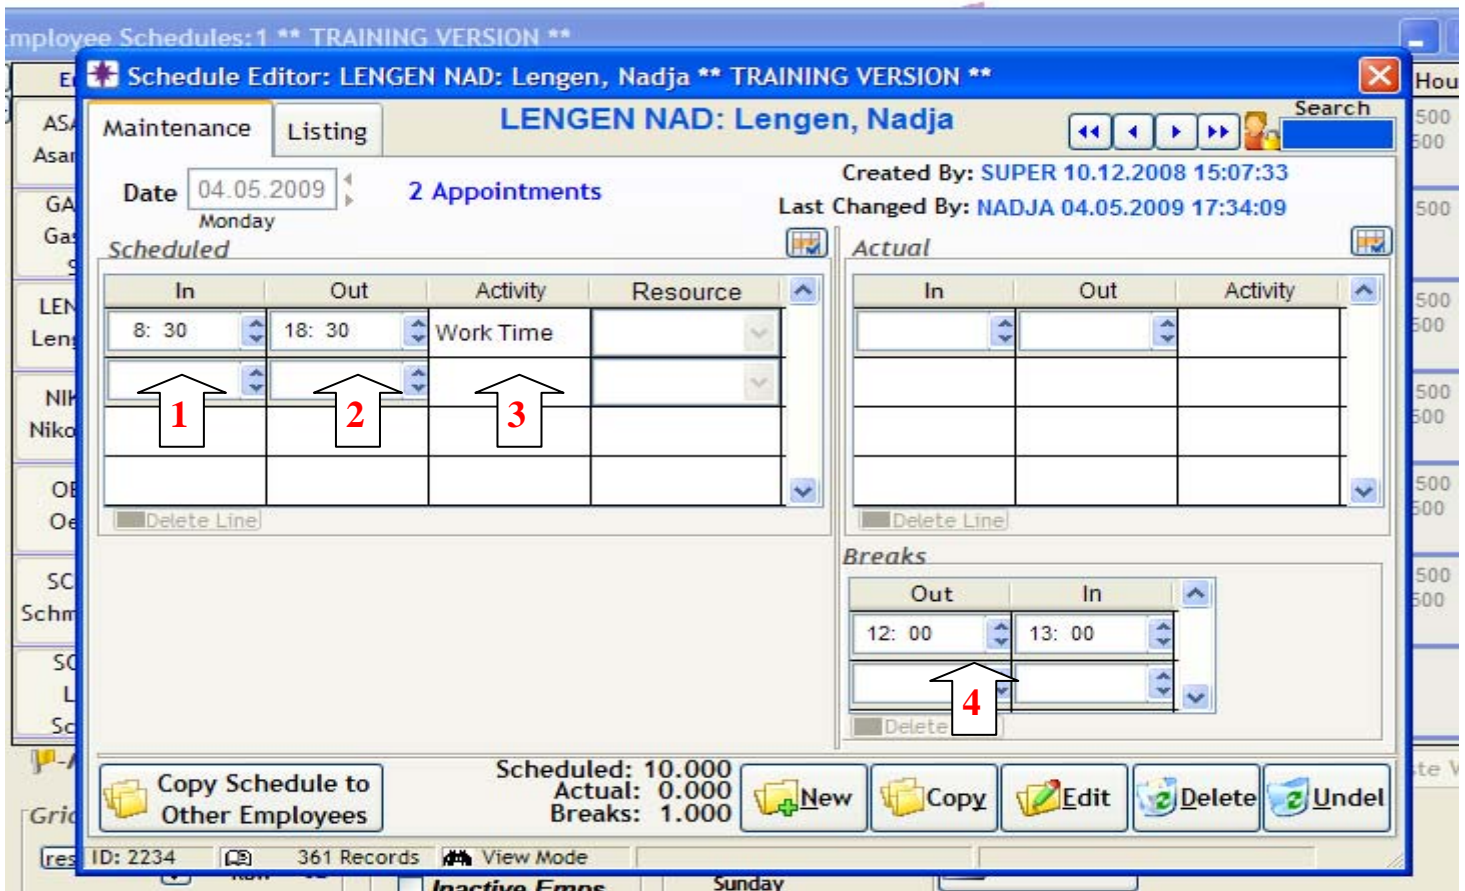 Employee Schedules:1 ** TRAINING VERSION **
Schedule Editor: LENGEN NAD: Lengen, Nadja ** TRAINING VERSION **
Maintenance
Listing
LENGEN NAD: Lengen, Nadja
Search
Date
04.05.2009
Monday
2 Appointments
Created By: SUPER 10.12.2008 15:07:33
Last Changed By: NADJA 04.05.2009 17:34:09
Scheduled
In Out Activity Resource
8: 30 18: 30 Work Time
1 2 3
Delete Line
Actual
In Out Activity
Delete Line
Breaks
Out In
12: 00 13: 00
4
Delete
Copy Schedule to
Other Employees
Scheduled: 10.000
Actual: 0.000
Breaks: 1.000
New
Copy
Edit
Delete
Undel
ID: 2234
361 Records
View Mode
Inactive Emps
Sunday
500
500
500
500
500
500
500
500
500
500
500